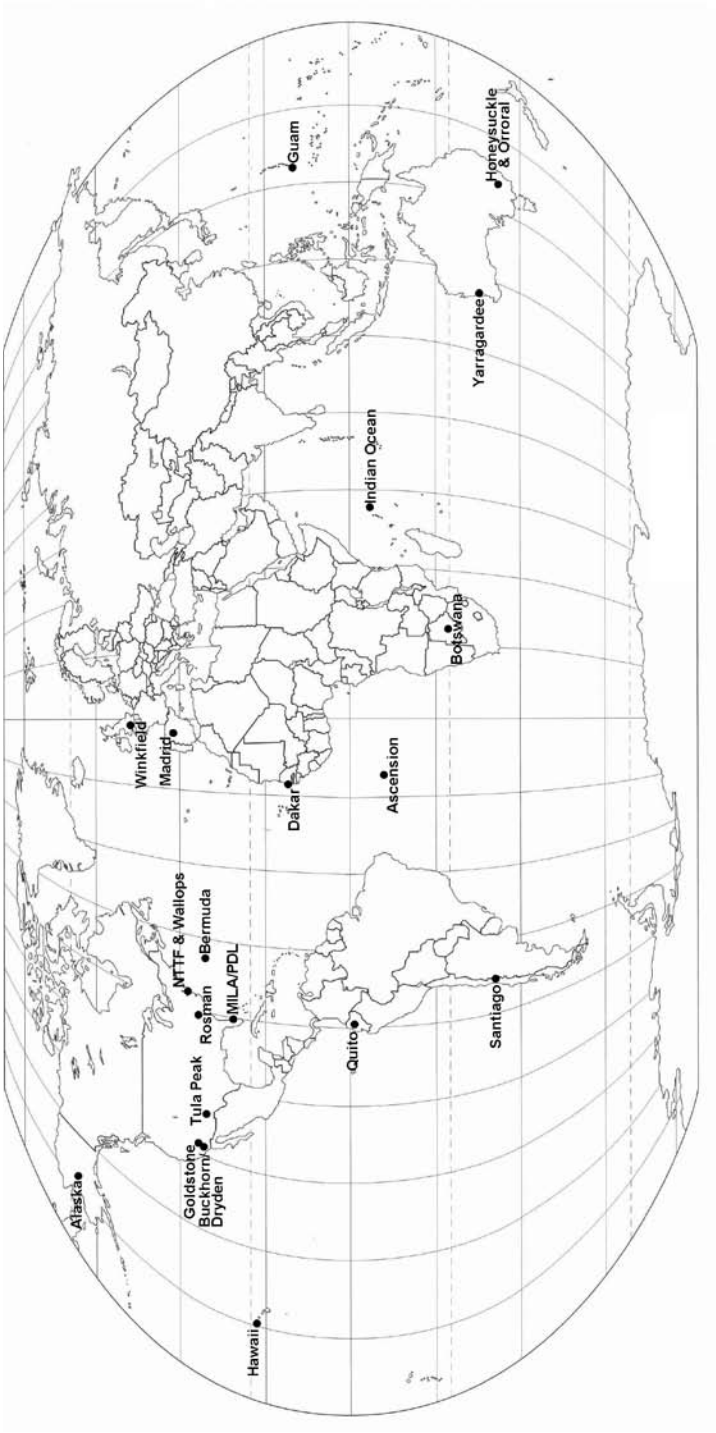 Alaska
Hawaii
Goldstone
Buckhorn
Dryden
Tula Peak
Rosman
MILA/PDL
NTTF & Wallops
Bermuda
Quito
Santiago
Winkfield
Madrid
Dakar
Ascension
Botswana
Indian Ocean
Guam
Yarragardee
Honeysuckle
& Orroral